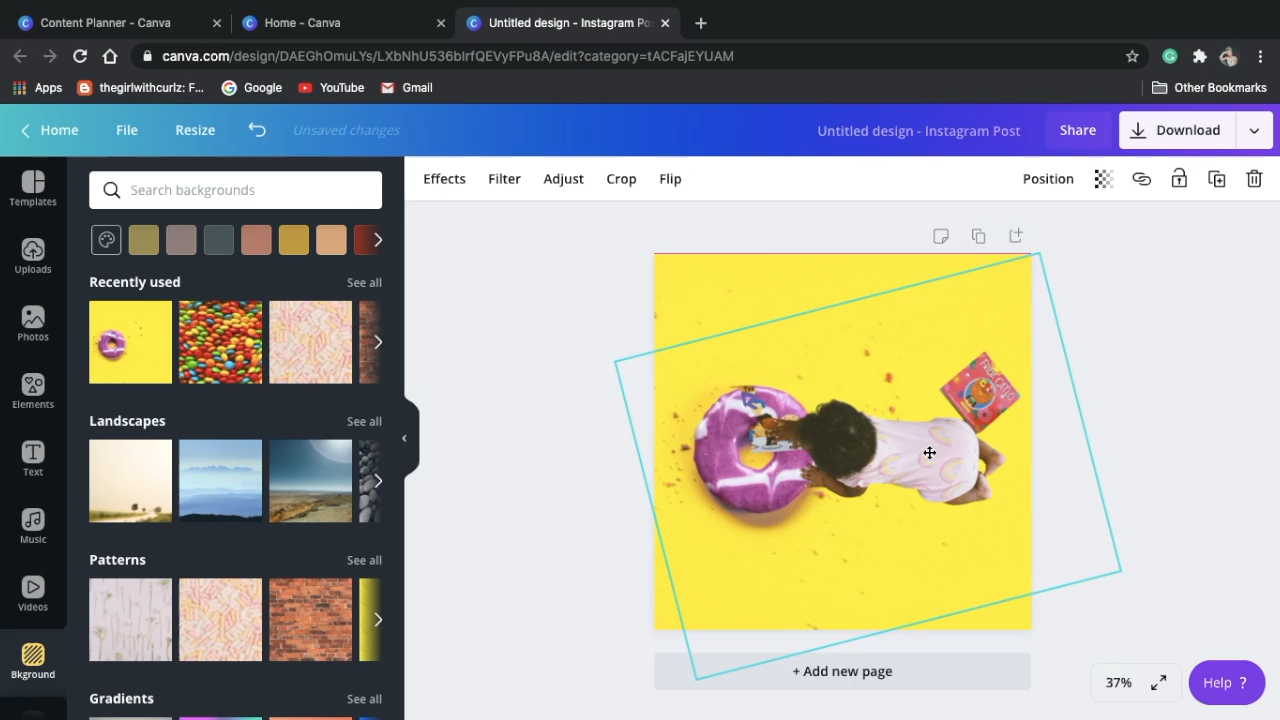 Content Planner - Canva
Home - Canva
Untitled design - Instagram Po
canva.com/design/DAEGhOmuLYs/LXbNhU536bIrfQEVyFPu8A/edit?category=tACFajEYUAM
Apps
thegirlwithcurlz: F...
Google
YouTube
Gmail
Other Bookmarks
Home
File
Resize
Unsaved changes
Untitled design - Instagram Post
Share
Download
Templates
Uploads
Photos
Elements
Text
Music
Videos
Bkground
Search backgrounds
Recently used
See all
Landscapes
See all
Patterns
See all
Gradients
See all
Effects
Filter
Adjust
Crop
Flip
Position
THE
+ Add new page
37%
Help ?